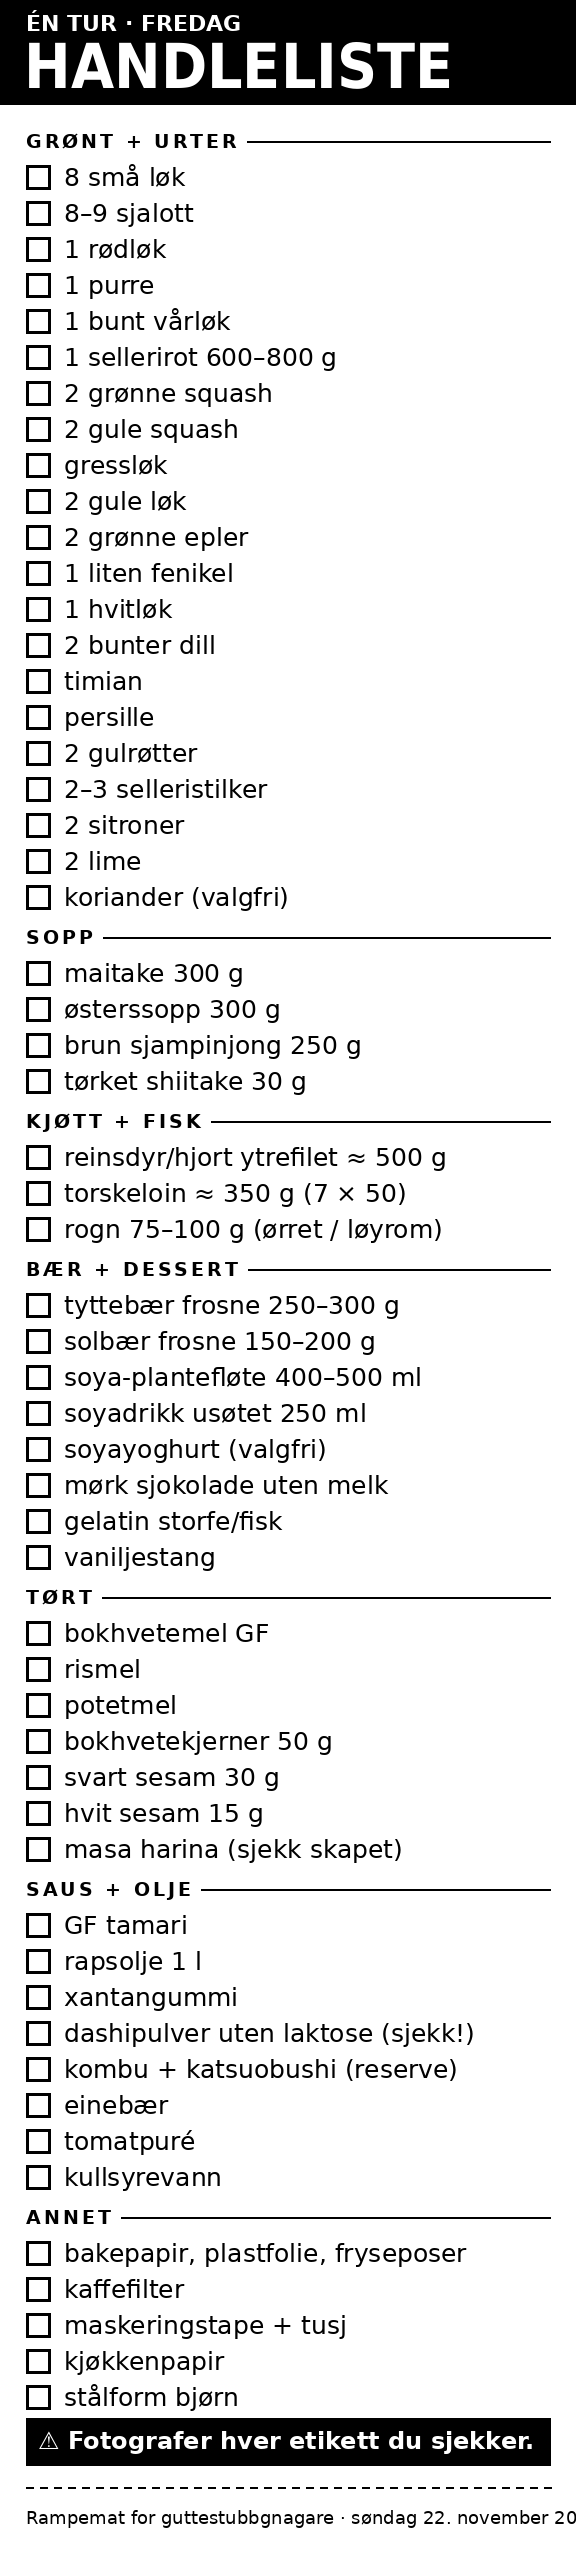 ÉN TUR · FREDAG
HANDLELISTE
GRØNT + URTER
8 små løk
8–9 sjalott
1 rødløk
1 purre
1 bunt vårløk
1 sellerirot 600–800 g
2 grønne squash
2 gule squash
gressløk
2 gule løk
2 grønne epler
1 liten fenikel
1 hvitløk
2 bunter dill
timian
persille
2 gulrøtter
2–3 selleristilker
2 sitroner
2 lime
koriander (valgfri)
SOPP
maitake 300 g
østerssopp 300 g
brun sjampinjong 250 g
tørket shiitake 30 g
KJØTT + FISK
reinsdyr/hjort ytrefilet ≈ 500 g
torskeloin ≈ 350 g (7 × 50)
rogn 75–100 g (ørret / løyrom)
BÆR + DESSERT
tyttebær frosne 250–300 g
solbær frosne 150–200 g
soya-plantefløte 400–500 ml
soyadrikk usøtet 250 ml
soyayoghurt (valgfri)
mørk sjokolade uten melk
gelatin storfe/fisk
vaniljestang
TØRT
bokhvetemel GF
rismel
potetmel
bokhvetekjerner 50 g
svart sesam 30 g
hvit sesam 15 g
masa harina (sjekk skapet)
SAUS + OLJE
GF tamari
rapsolje 1 l
xantangummi
dashipulver uten laktose (sjekk!)
kombu + katsuobushi (reserve)
einebær
tomatpuré
kullsyrevann
ANNET
bakepapir, plastfolie, fryseposer
kaffefilter
maskeringstape + tusj
kjøkkenpapir
stålform bjørn
⚠ Fotografer hver etikett du sjekker.
Rampemat for guttestubbgnagare · søndag 22. november 20